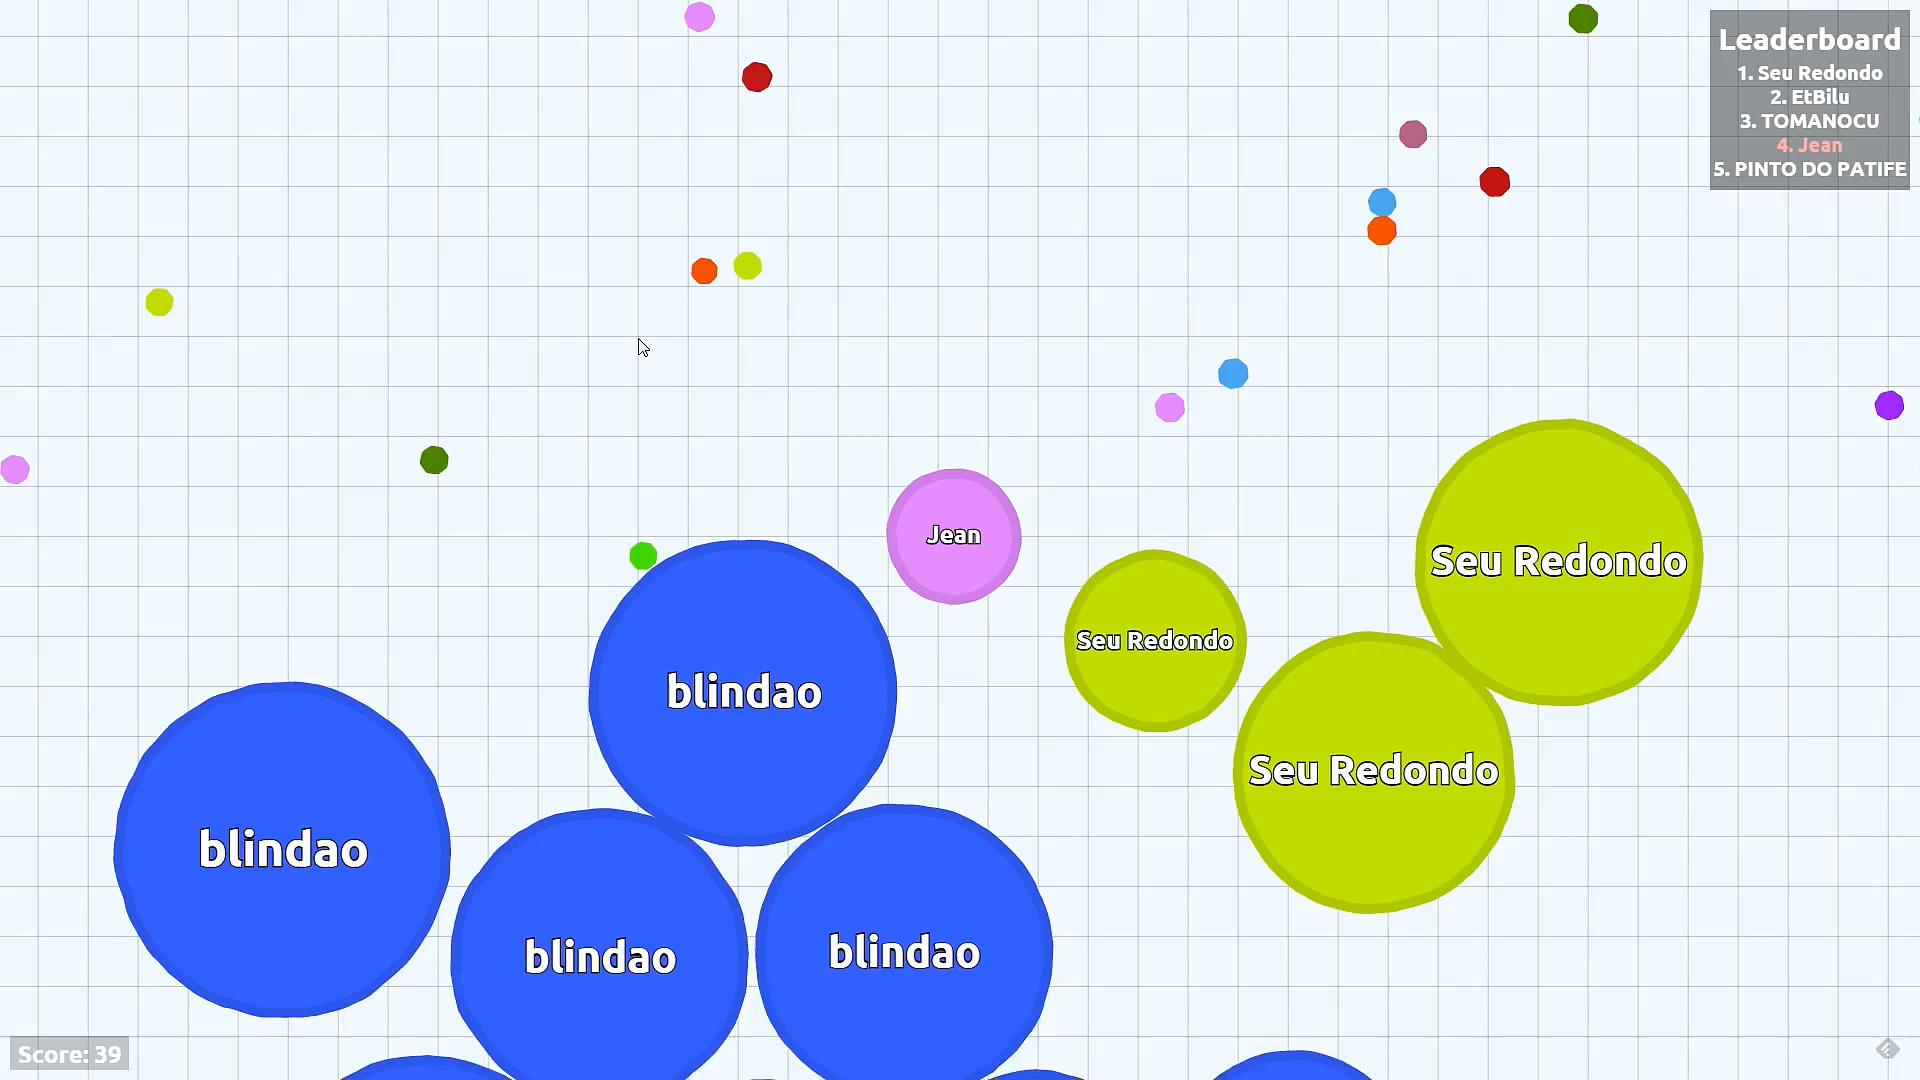 Leaderboard
1. Seu Redondo
2. EtBilu
3. TOMANOCU
4. Jean
5. PINTO DO PATIFE
Jean
Seu Redondo
Seu Redondo
Seu Redondo
blindao
blindao
blindao
blindao
Score: 39